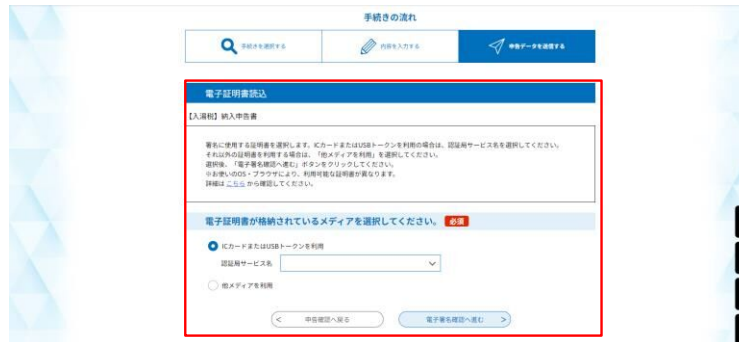 手続きの流れ
手続きを選択する
内容を入力する
申告データを送信する
電子証明書読込
【入湯税】納入申告書
署名に使用する証明書を選択します。ICカードまたはUSBトークンを利用の場合は、認証局サービス名を選択してください。
それ以外の証明書を利用する場合は、「他メディアを利用」を選択してください。
選択後、「電子署名確認へ進む」ボタンをクリックしてください。
※お使いのOS・ブラウザにより、利用可能な証明書が異なります。
詳細は こちら から確認してください。
電子証明書が格納されているメディアを選択してください。 必須
ICカードまたはUSBトークンを利用
認証局サービス名
他メディアを利用
< 申告確認へ戻る
電子署名確認へ進む >